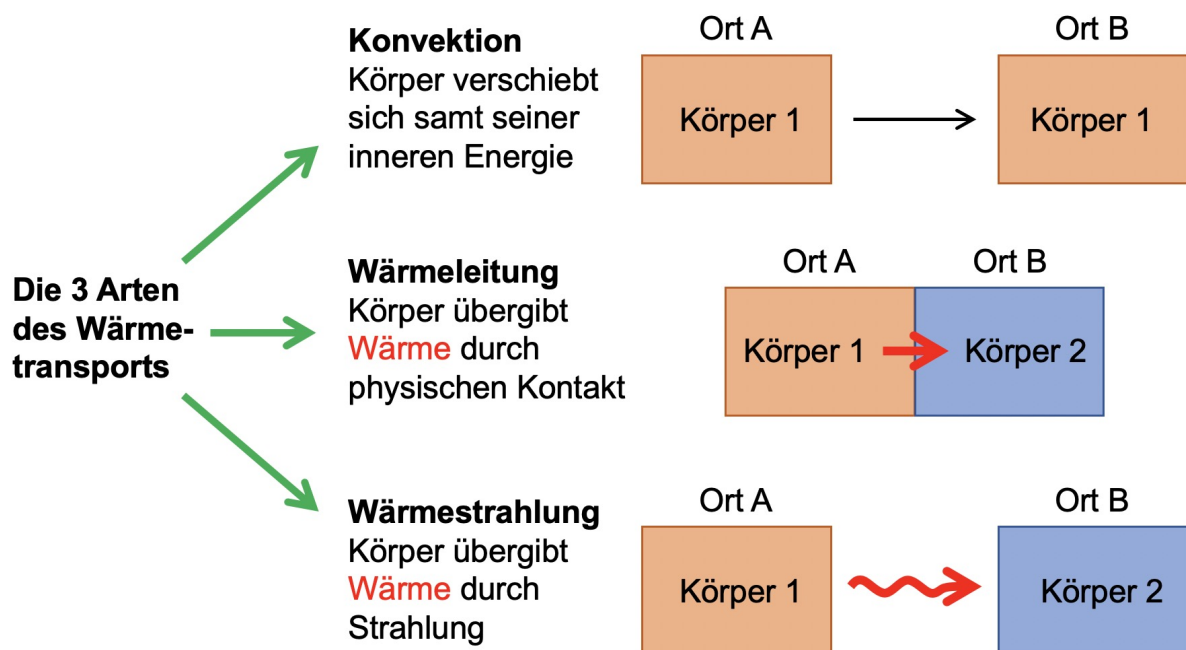 Die 3 Arten
des Wärme-
transports
Konvektion
Körper verschiebt
sich samt seiner
inneren Energie
Ort A
Ort B
Körper 1
Körper 1
Wärmeleitung
Körper übergibt
Wärme durch
physischen Kontakt
Ort A
Ort B
Körper 1
Körper 2
Wärmestrahlung
Körper übergibt
Wärme durch
Strahlung
Ort A
Ort B
Körper 1
Körper 2